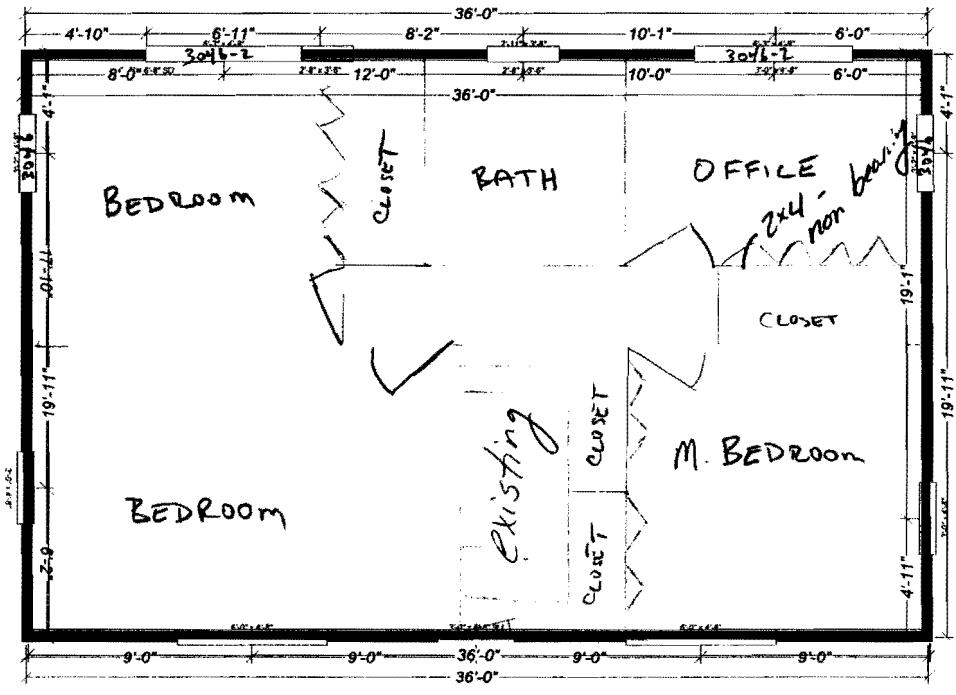 36'-0"
4'-10" 6'-11" 8'-2" 10'-1" 6'-0"
3046-2 3046-2
8'-0" 12'-0" 10'-0" 6'-0"
36'-0"
4'-1"
4'-1"
3046
3046
BEDROOM
CLOSET
BATH
OFFICE
2x4 - non bearing
17'-10"
19'-1"
CLOSET
19'-11"
19'-11"
existing
CLOSET
M. BEDROOM
BEDROOM
CLOSET
4'-11"
9'-0" 9'-0" 36'-0" 9'-0" 9'-0"
36'-0"